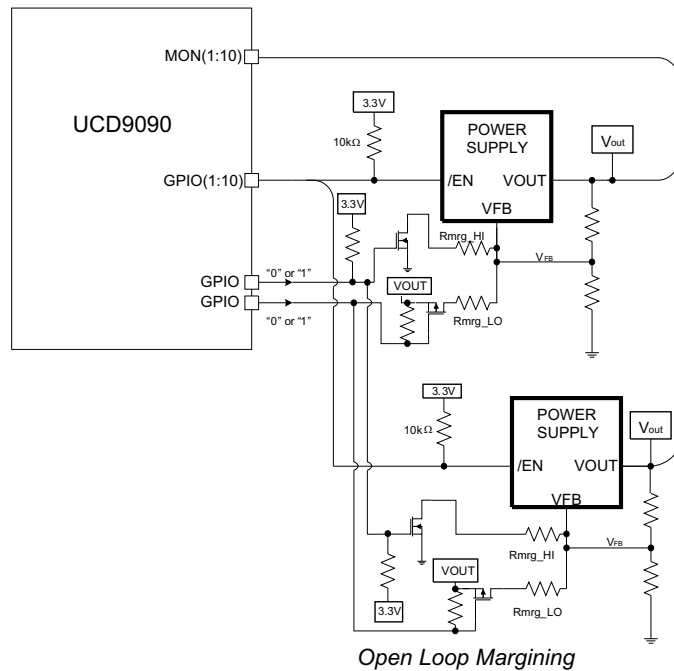 MON(1:10)
UCD9090
3.3V
POWER
SUPPLY
Vout
10kΩ
GPIO(1:10)
/EN
VOUT
3.3V
VFB
Rmrg_HI
VFB
GPIO
"0" or "1"
VOUT
GPIO
"0" or "1"
Rmrg_LO
3.3V
POWER
SUPPLY
Vout
10kΩ
/EN
VOUT
VFB
Rmrg_HI
VFB
VOUT
3.3V
Rmrg_LO
Open Loop Margining